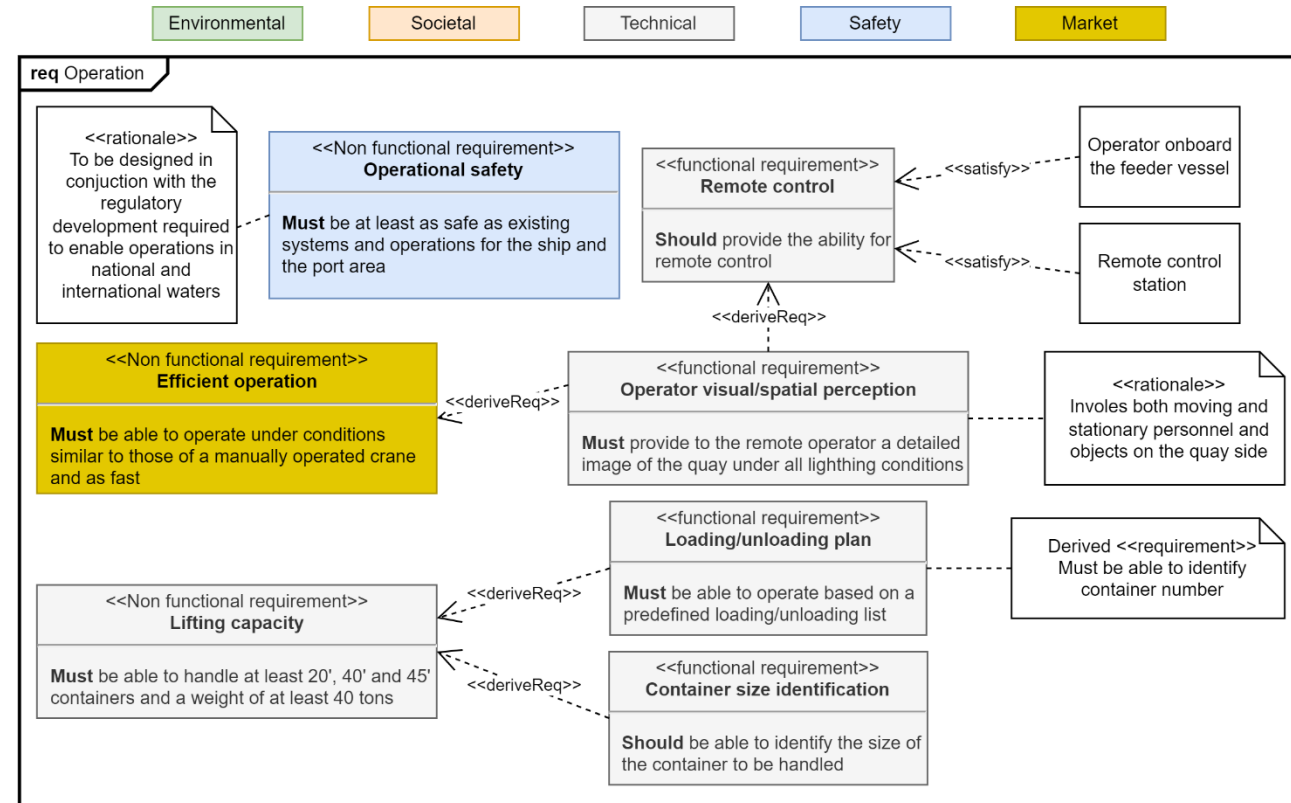 Environmental
Societal
Technical
Safety
Market
req Operation
<<rationale>>
To be designed in
conjuction with the
regulatory
development required
to enable operations in
national and
international waters
<<Non functional requirement>>
Operational safety
Must be at least as safe as existing
systems and operations for the ship and
the port area
<<functional requirement>>
Remote control
Should provide the ability for
remote control
<<satisfy>>
Operator onboard
the feeder vessel
<<satisfy>>
Remote control
station
<<deriveReq>>
<<Non functional requirement>>
Efficient operation
Must be able to operate under conditions
similar to those of a manually operated crane
and as fast
<<deriveReq>>
<<functional requirement>>
Operator visual/spatial perception
Must provide to the remote operator a detailed
image of the quay under all lighthing conditions
<<rationale>>
Involes both moving and
stationary personnel and
objects on the quay side
<<functional requirement>>
Loading/unloading plan
Must be able to operate based on a
predefined loading/unloading list
Derived <<requirement>>
Must be able to identify
container number
<<deriveReq>>
<<Non functional requirement>>
Lifting capacity
Must be able to handle at least 20', 40' and 45'
containers and a weight of at least 40 tons
<<deriveReq>>
<<functional requirement>>
Container size identification
Should be able to identify the size of
the container to be handled